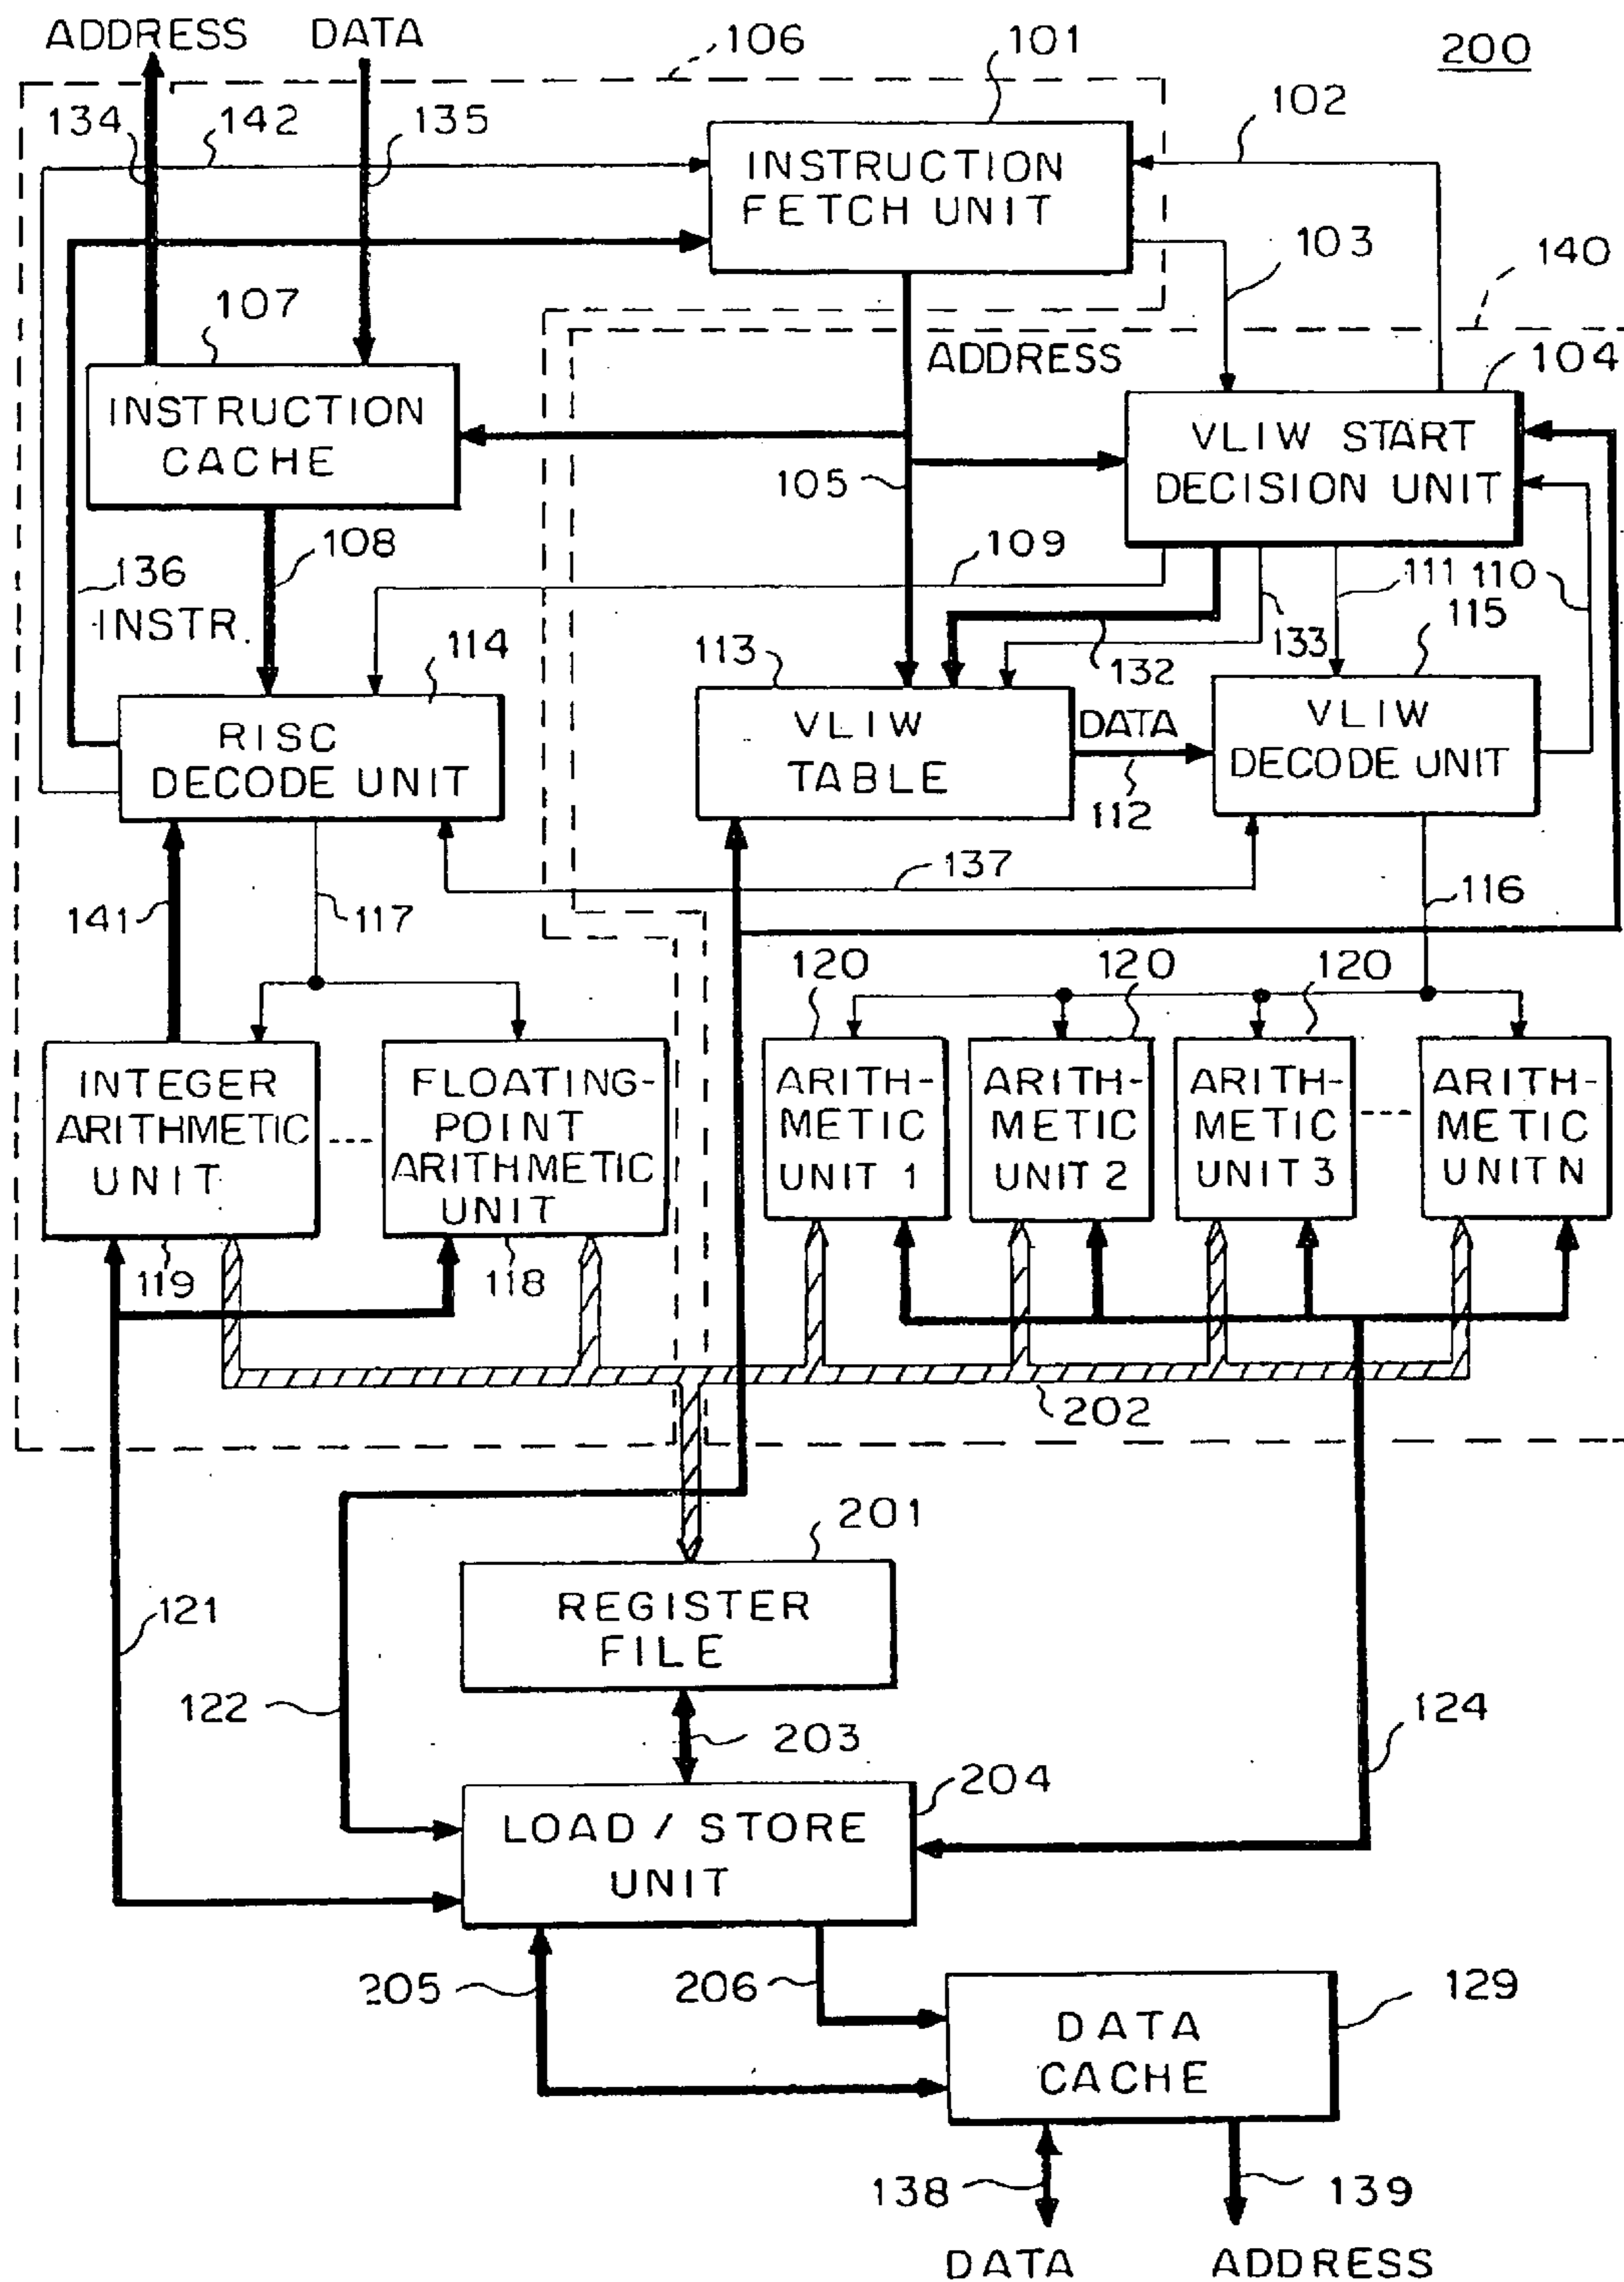 ADDRESS DATA 106 101 200
134 142 135 102
INSTRUCTION
FETCH UNIT
103 140
107
ADDRESS 104
INSTRUCTION
CACHE
VLIW START
DECISION UNIT
105
108 109
136 111 110
INSTR.
114 113 132 133 115
RISC
DECODE UNIT
VLIW
TABLE
DATA
112
VLIW
DECODE UNIT
137
141 117 116
120 120 120
INTEGER
ARITHMETIC
UNIT
FLOATING-
POINT
ARITHMETIC
UNIT
ARITH-
METIC
UNIT 1
ARITH-
METIC
UNIT 2
ARITH-
METIC
UNIT 3
ARITH-
METIC
UNIT N
119 118
202
201
REGISTER
FILE
121
122 203 124
204
LOAD / STORE
UNIT
205 206 129
DATA
CACHE
138 139
DATA ADDRESS